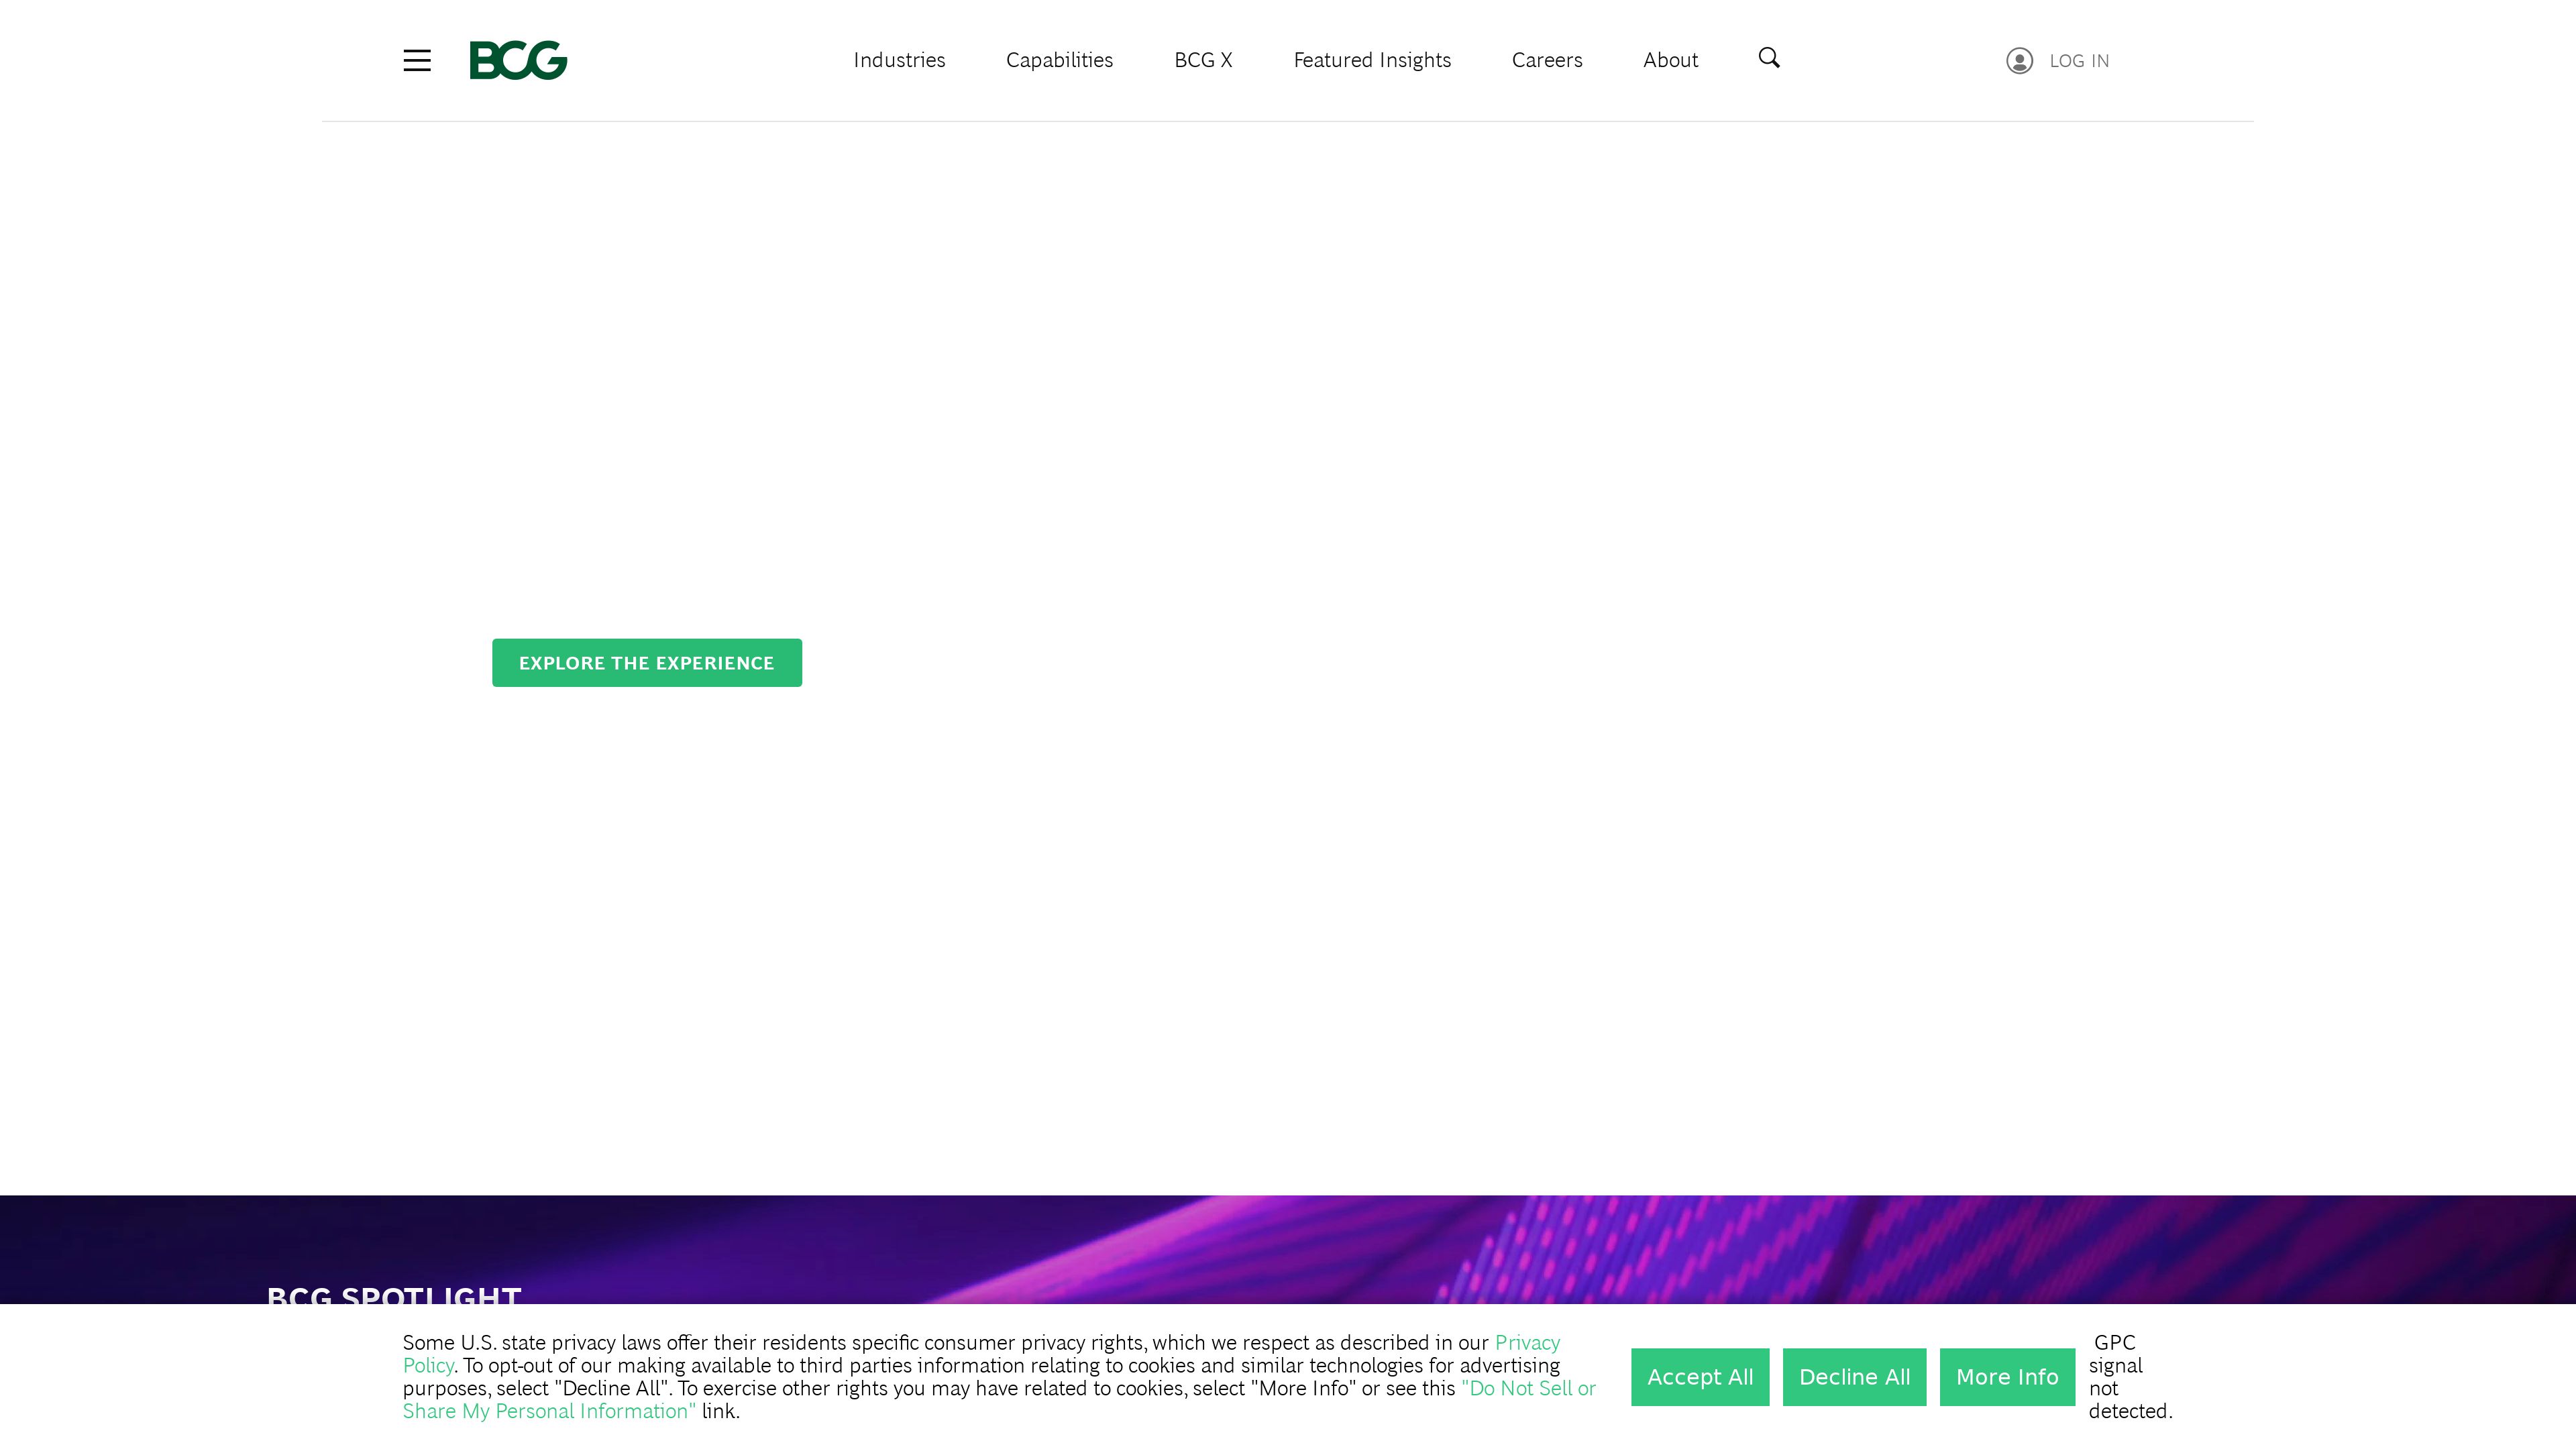 BCG
Industries
Capabilities
BCG X
Featured Insights
Careers
About
LOG IN
EXPLORE THE EXPERIENCE
BCG SPOTLIGHT
Some U.S. state privacy laws offer their residents specific consumer privacy rights, which we respect as described in our Privacy
Policy. To opt-out of our making available to third parties information relating to cookies and similar technologies for advertising
purposes, select "Decline All". To exercise other rights you may have related to cookies, select "More Info" or see this "Do Not Sell or
Share My Personal Information" link.
Accept All
Decline All
More Info
GPC
signal
not
detected.